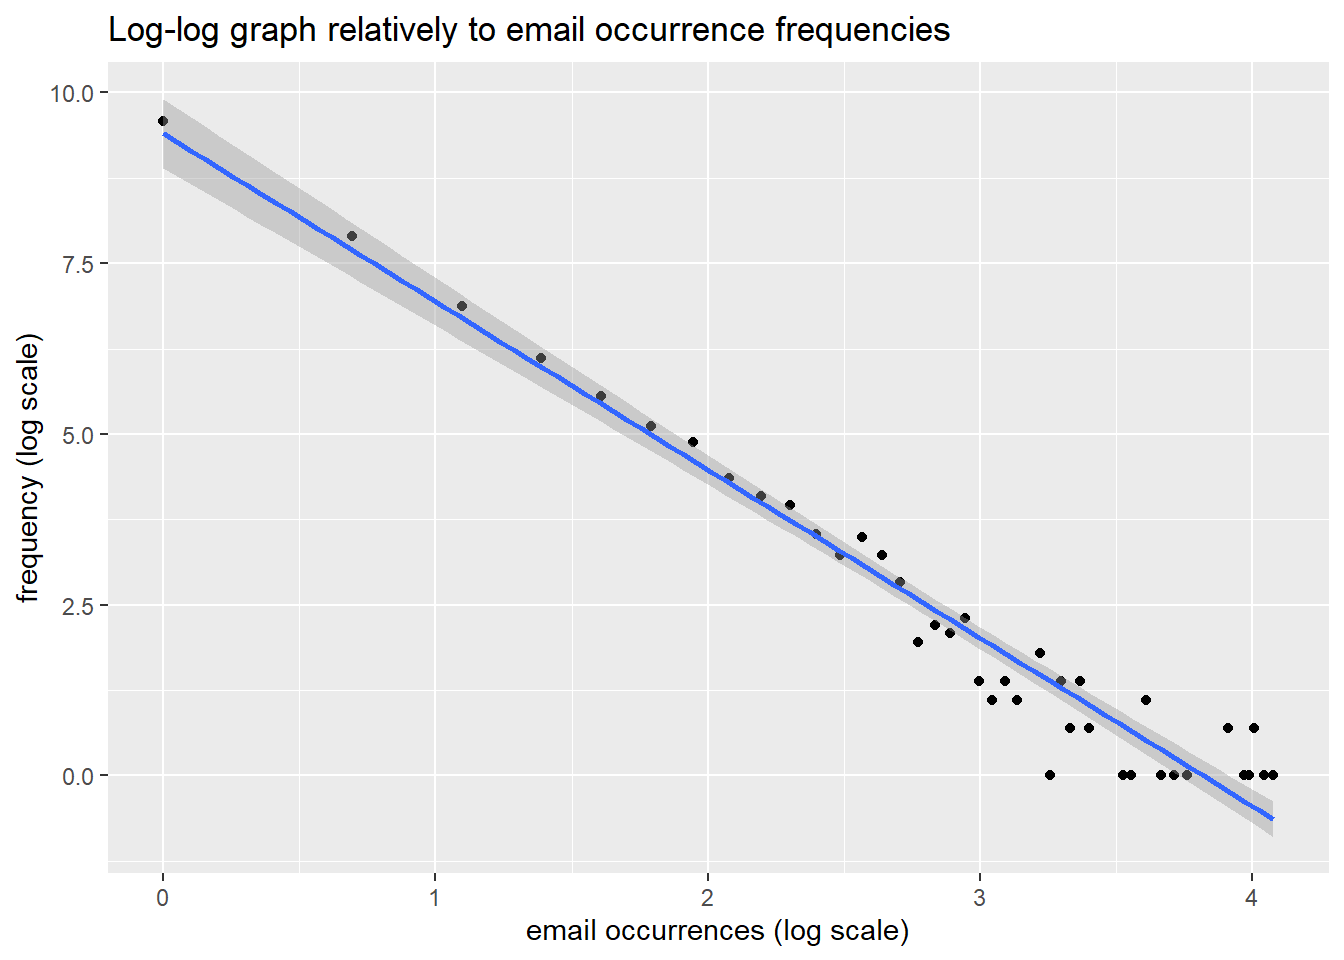 Log-log graph relatively to email occurrence frequencies
10.0
7.5
5.0
2.5
0.0
frequency (log scale)
0 1 2 3 4
email occurrences (log scale)